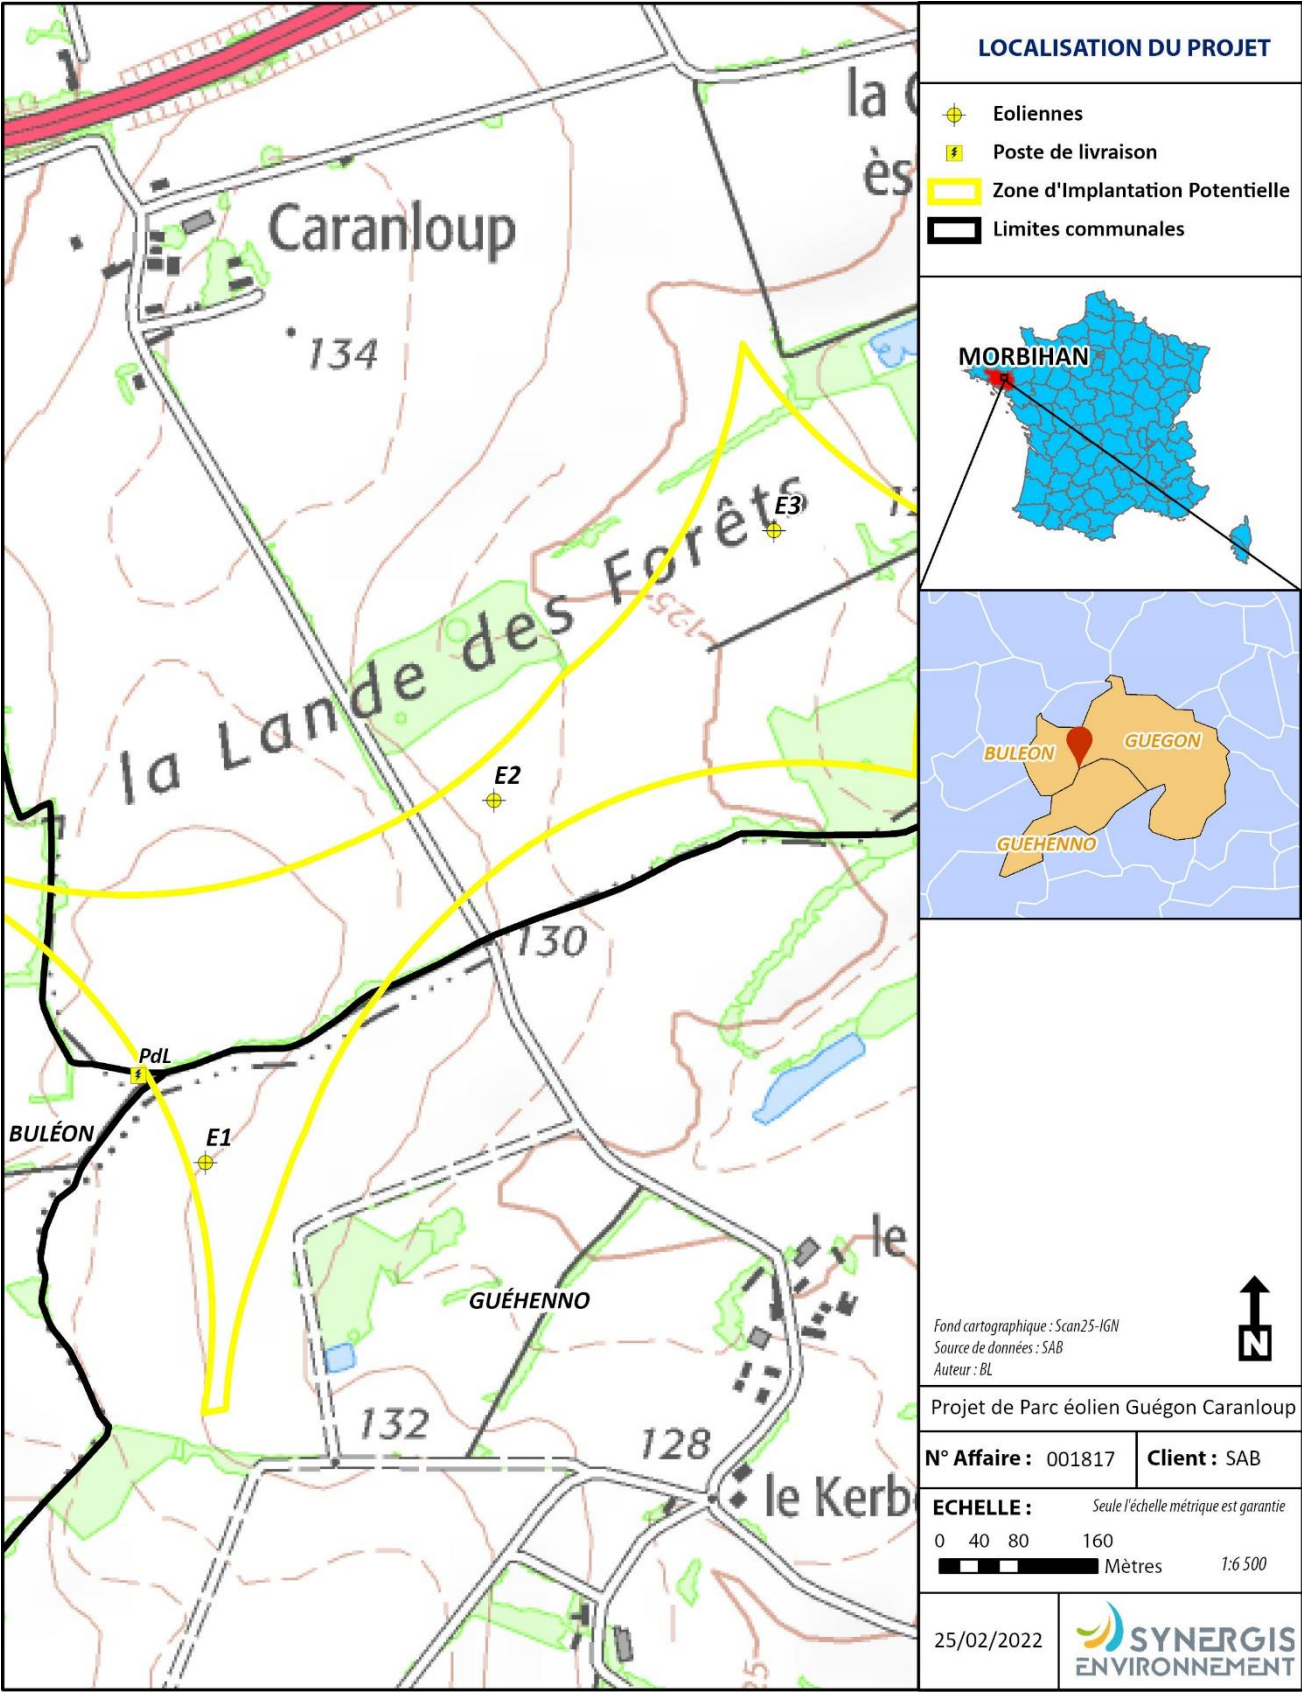 LOCALISATION DU PROJET
Eoliennes
Poste de livraison
Zone d'Implantation Potentielle
Limites communales
MORBIHAN
BULEON
GUEGON
GUEHENNO
la
ès
Caranloup
134
E3
la Lande des Forêts
125
E2
130
PdL
BULÉON
E1
GUÉHENNO
le
132
128
le Kerb
N
Fond cartographique : Scan25-IGN
Source de données : SAB
Auteur : BL
Projet de Parc éolien Guégon Caranloup
N° Affaire : 001817
Client : SAB
ECHELLE :
Seule l'échelle métrique est garantie
0 40 80 160
Mètres
1:6 500
25/02/2022
SYNERGIS
ENVIRONNEMENT